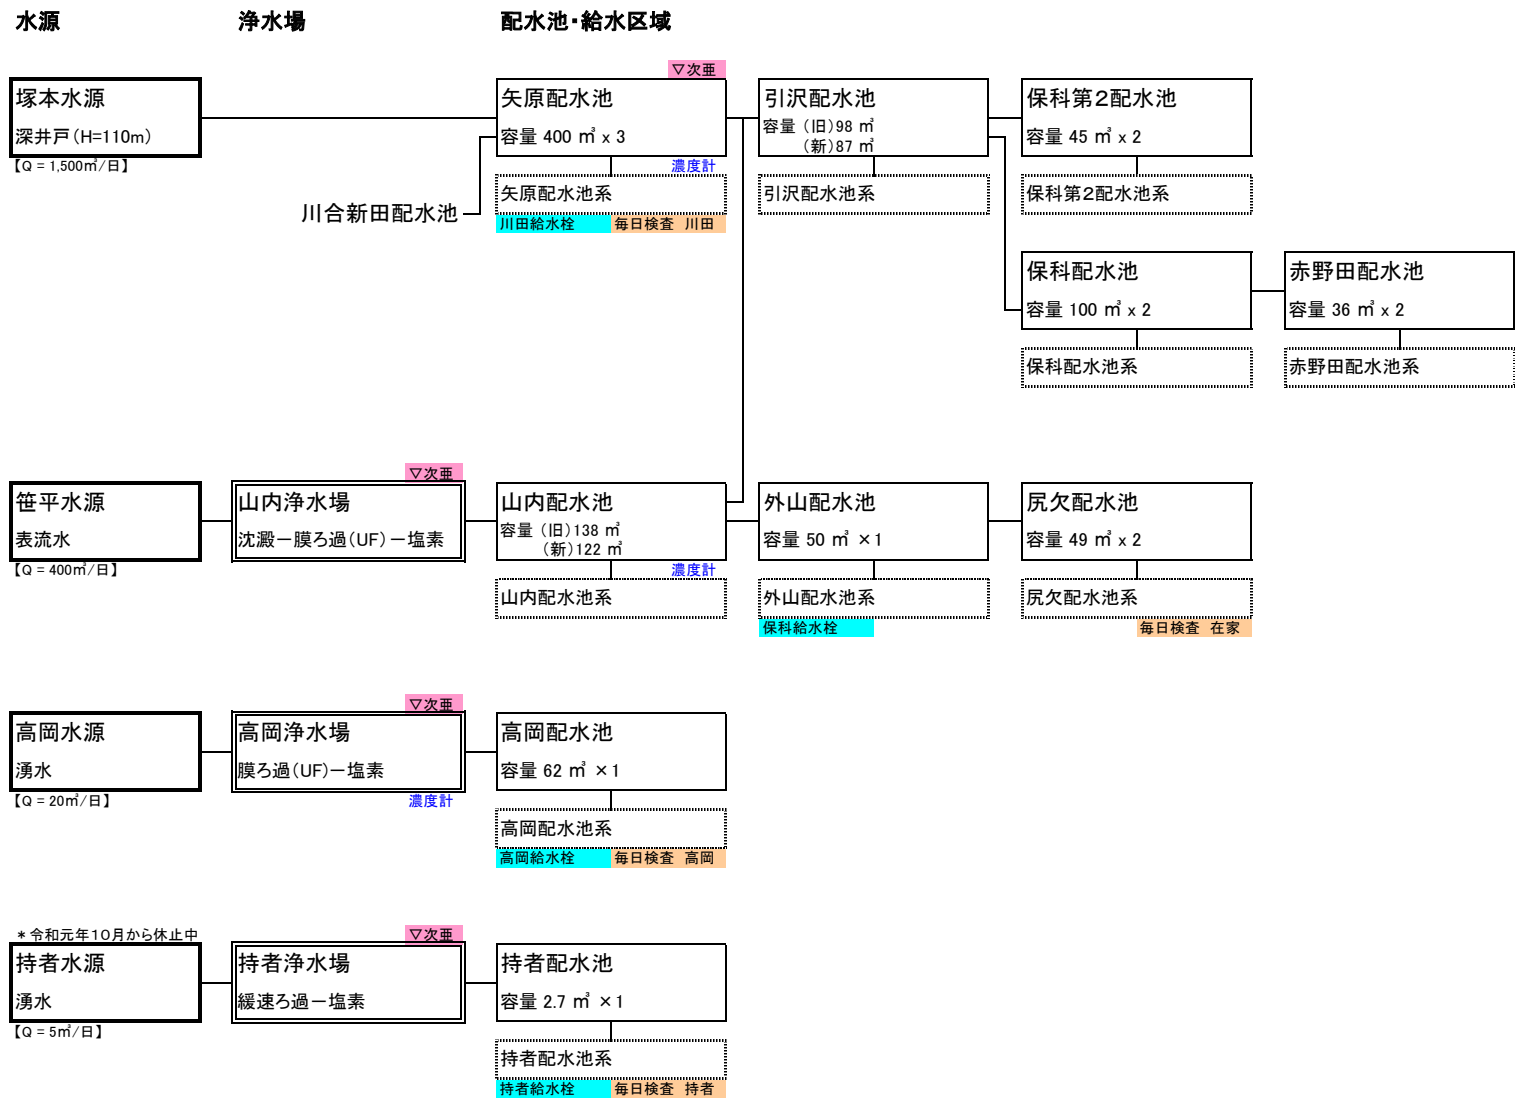 水源
浄水場
配水池・給水区域
▽次亜
塚本水源
深井戸(H=110m)
【Q = 1,500㎥/日】
矢原配水池
容量 400 ㎥ x 3
濃度計
矢原配水池系
川田給水栓
毎日検査 川田
川合新田配水池
引沢配水池
容量 (旧)98 ㎥
(新)87 ㎥
引沢配水池系
保科第2配水池
容量 45 ㎥ x 2
保科第2配水池系
保科配水池
容量 100 ㎥ x 2
保科配水池系
赤野田配水池
容量 36 ㎥ x 2
赤野田配水池系
笹平水源
表流水
【Q = 400㎥/日】
▽次亜
山内浄水場
沈澱-膜ろ過(UF)-塩素
山内配水池
容量 (旧)138 ㎥
(新)122 ㎥
濃度計
山内配水池系
外山配水池
容量 50 ㎥ ×1
外山配水池系
保科給水栓
尻欠配水池
容量 49 ㎥ x 2
尻欠配水池系
毎日検査 在家
高岡水源
湧水
【Q = 20㎥/日】
▽次亜
高岡浄水場
膜ろ過(UF)-塩素
濃度計
高岡配水池
容量 62 ㎥ ×1
高岡配水池系
高岡給水栓
毎日検査 高岡
*令和元年10月から休止中
持者水源
湧水
【Q = 5㎥/日】
▽次亜
持者浄水場
緩速ろ過-塩素
持者配水池
容量 2.7 ㎥ ×1
持者配水池系
持者給水栓
毎日検査 持者